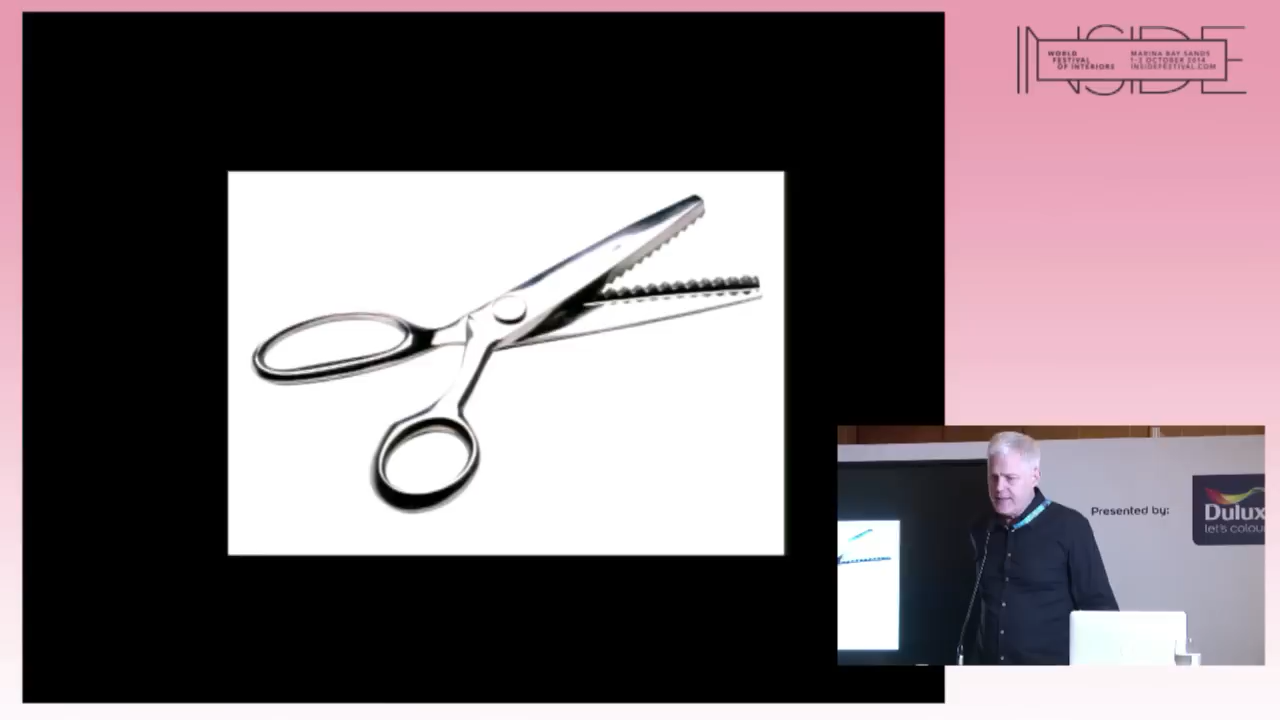 INSIDE
WORLD
FESTIVAL
OF INTERIORS
MARINA BAY SANDS
1-3 OCTOBER 2014
INSIDEFESTIVAL.COM
Presented by:
Dulux
let's colour